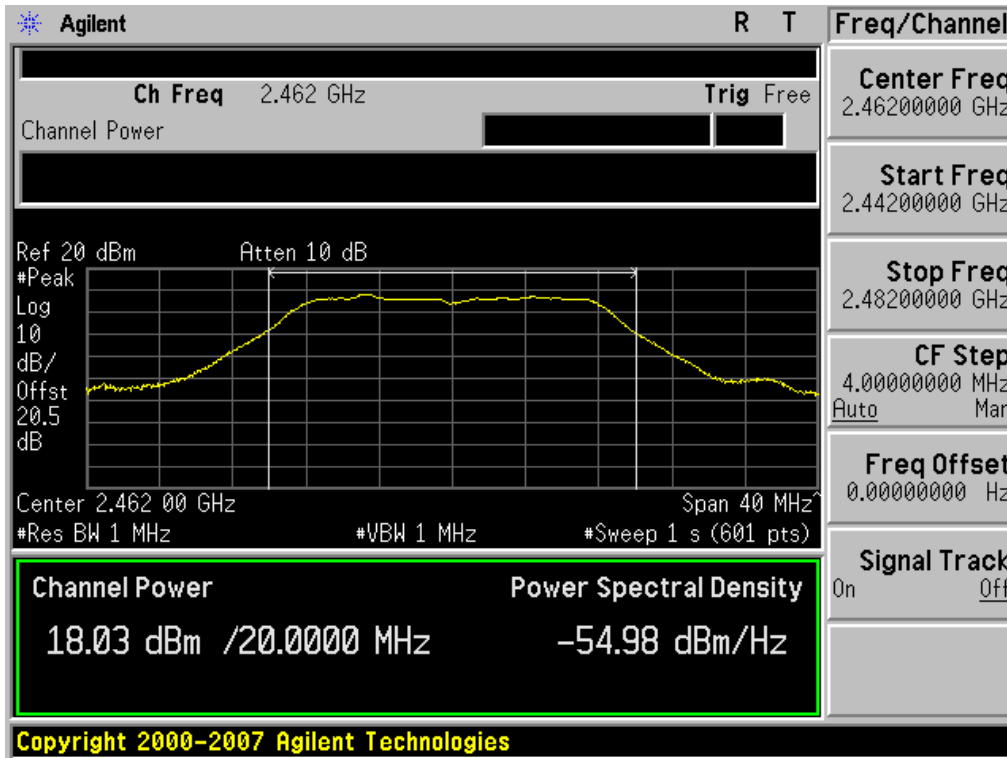 Agilent R T Freq/Channel
Ch Freq 2.462 GHz Trig Free
Channel Power
Center Freq
2.46200000 GHz
Start Freq
2.44200000 GHz
Stop Freq
2.48200000 GHz
CF Step
4.00000000 MHz
Auto Man
Freq Offset
0.00000000 Hz
Signal Track
On Off
Ref 20 dBm Atten 10 dB
#Peak
Log
10
dB/
Offst
20.5
dB
Center 2.462 00 GHz Span 40 MHz^
#Res BW 1 MHz #VBW 1 MHz #Sweep 1 s (601 pts)
Channel Power Power Spectral Density
18.03 dBm /20.0000 MHz -54.98 dBm/Hz
Copyright 2000-2007 Agilent Technologies